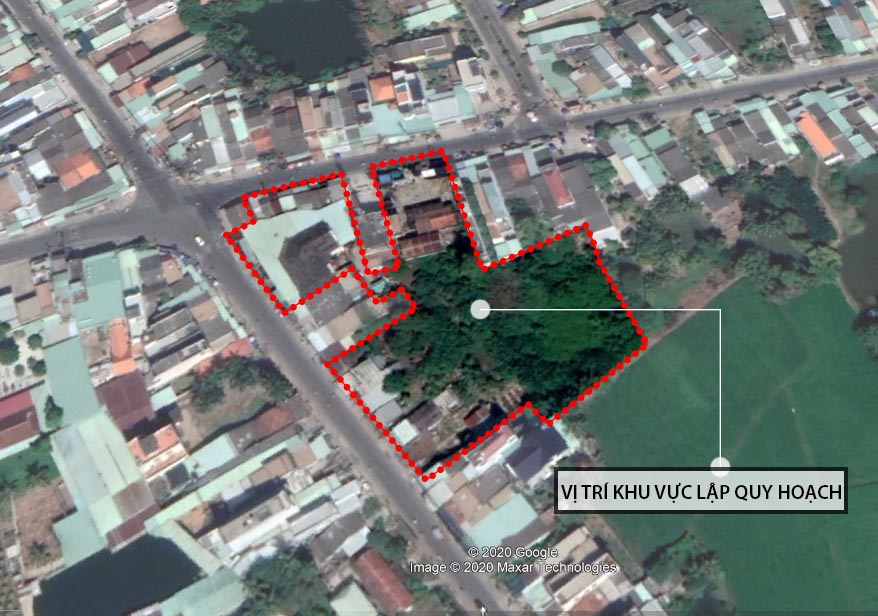 VỊ TRÍ KHU VỰC LẬP QUY HOẠCH
© 2020 Google
Image © 2020 Maxar Technologies